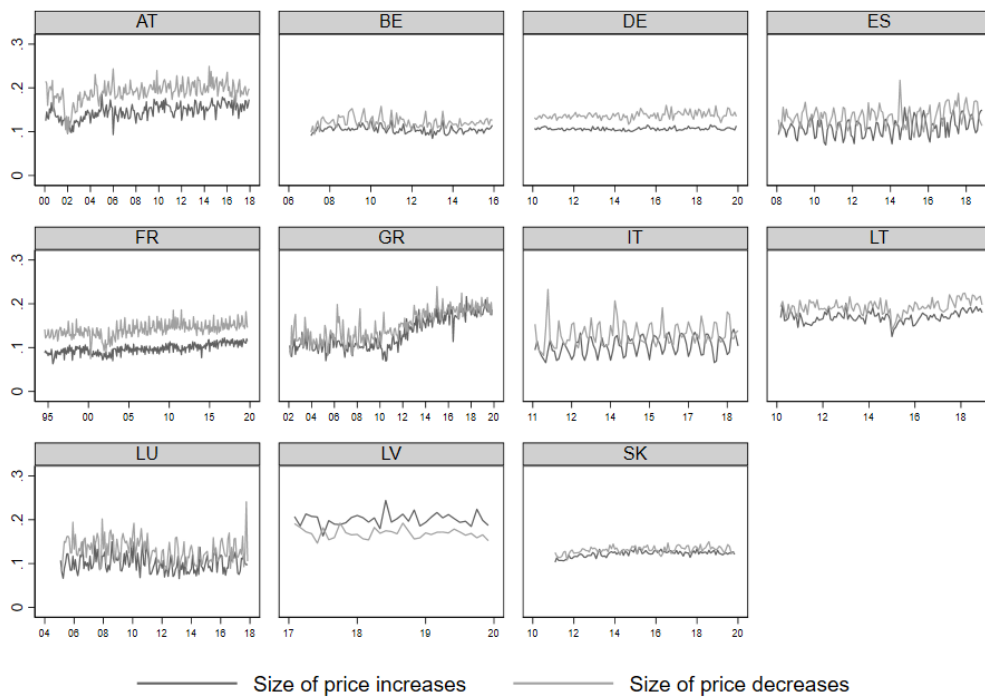 AT BE DE ES
0 .1 .2 .3
00 02 04 06 08 10 12 14 16 18
06 08 10 12 14 16
10 12 14 16 18 20
08 10 12 14 16 18
FR GR IT LT
0 .1 .2 .3
95 00 05 10 15 20
02 04 06 08 10 12 14 16 18 20
11 12 14 15 16 17 18
10 12 14 16 18
LU LV SK
0 .1 .2 .3
04 06 08 10 12 14 16 18
17 18 19 20
10 12 14 16 18 20
Size of price increases Size of price decreases